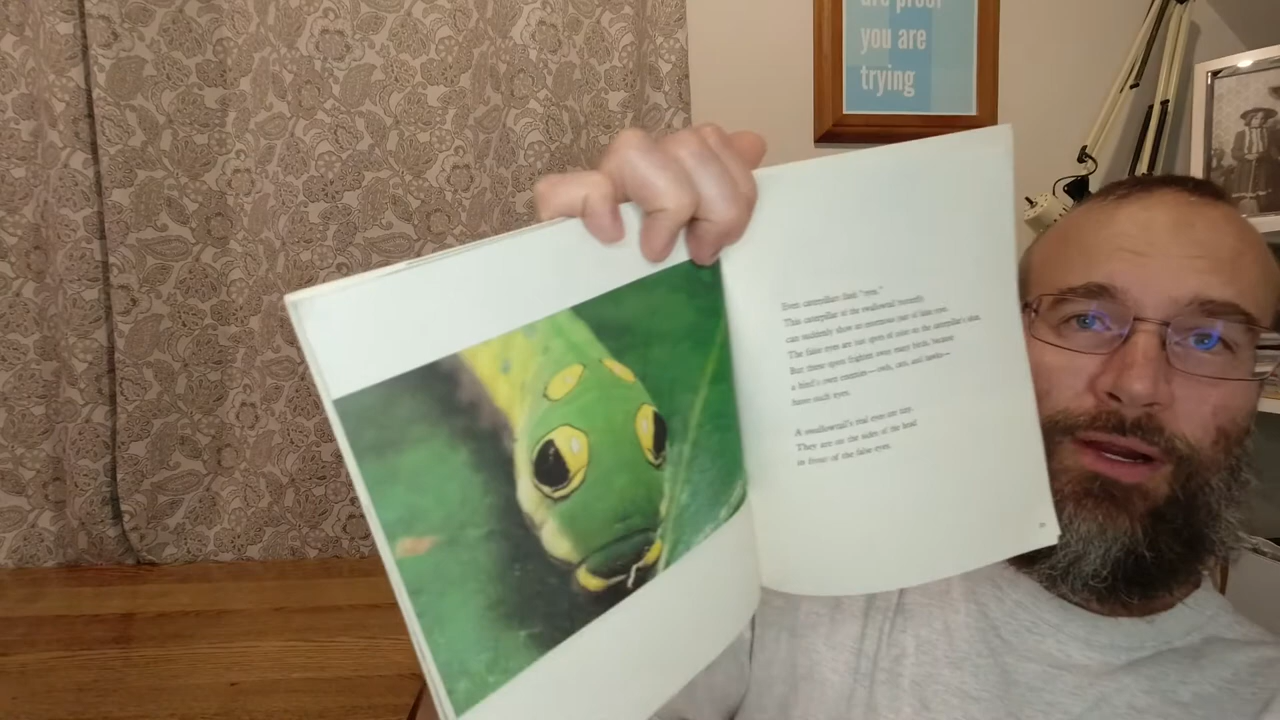 are proof
you are
trying
Even caterpillars flash "eyes."
This caterpillar of the swallowtail butterfly
can suddenly show an enormous pair of false eyes.
The false eyes are just spots of color on the caterpillar's skin.
But these spots frighten away many birds, because
a bird's own enemies—owls, cats, and hawks—
have such eyes.
A swallowtail's real eyes are tiny.
They are on the sides of the head
in front of the false eyes.